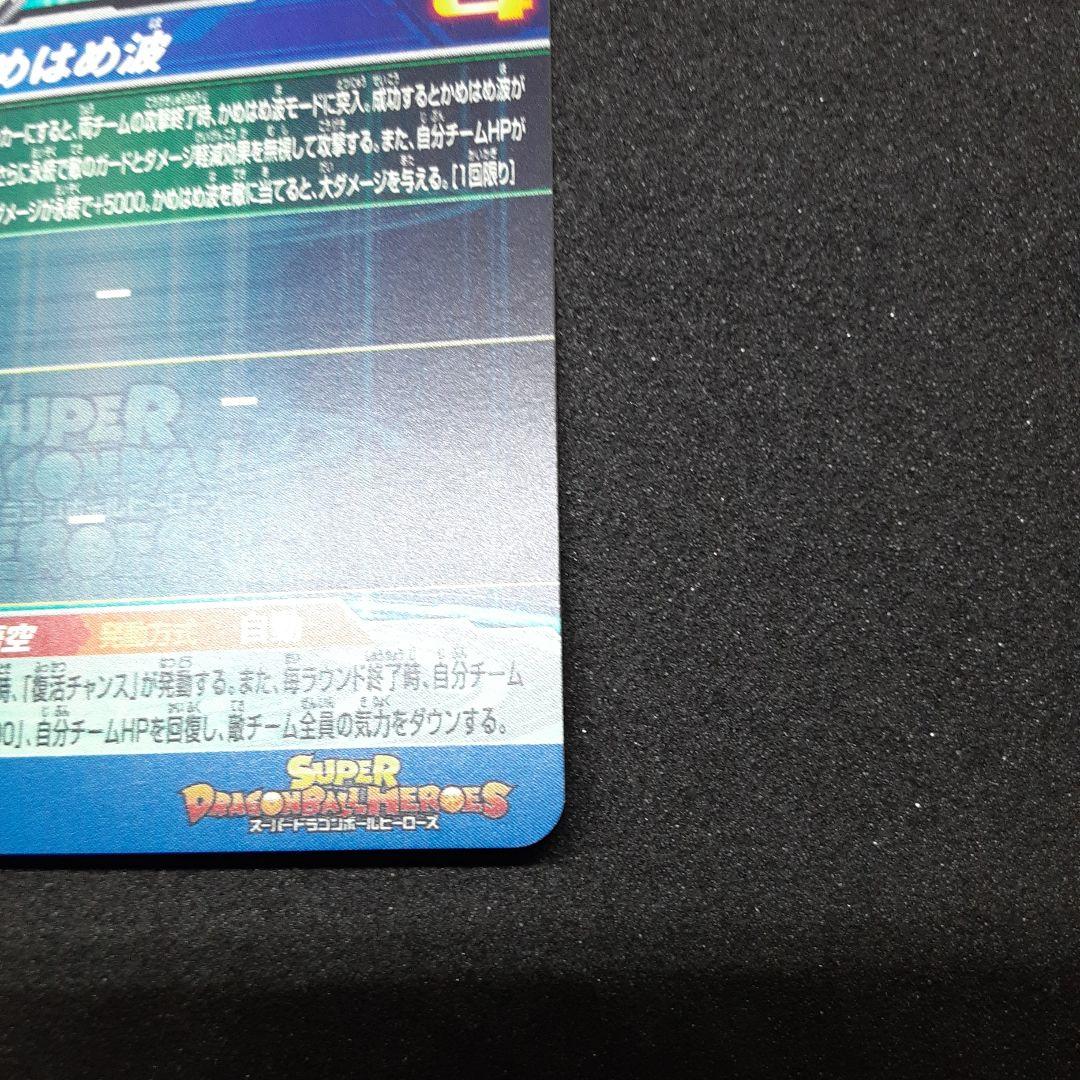 めはめ波
カーにすると、両チームの攻撃終了時、かめはめ波モードに突入。成功するとかめはめ波が
さらに永続で敵のガードとダメージ軽減効果を無視して攻撃する。また、自分チームHPが
ダメージが永続で+5000、かめはめ波を敵に当てると、大ダメージを与える。[1回限り]
ー
ー
SUPER
ー
空 発動方式 自動
時、「復活チャンス」が発動する。また、毎ラウンド終了時、自分チーム
00」、自分チームHPを回復し、敵チーム全員の気力をダウンする。
SUPER
DRAGONBALL HEROES
スーパードラゴンボールヒーローズ